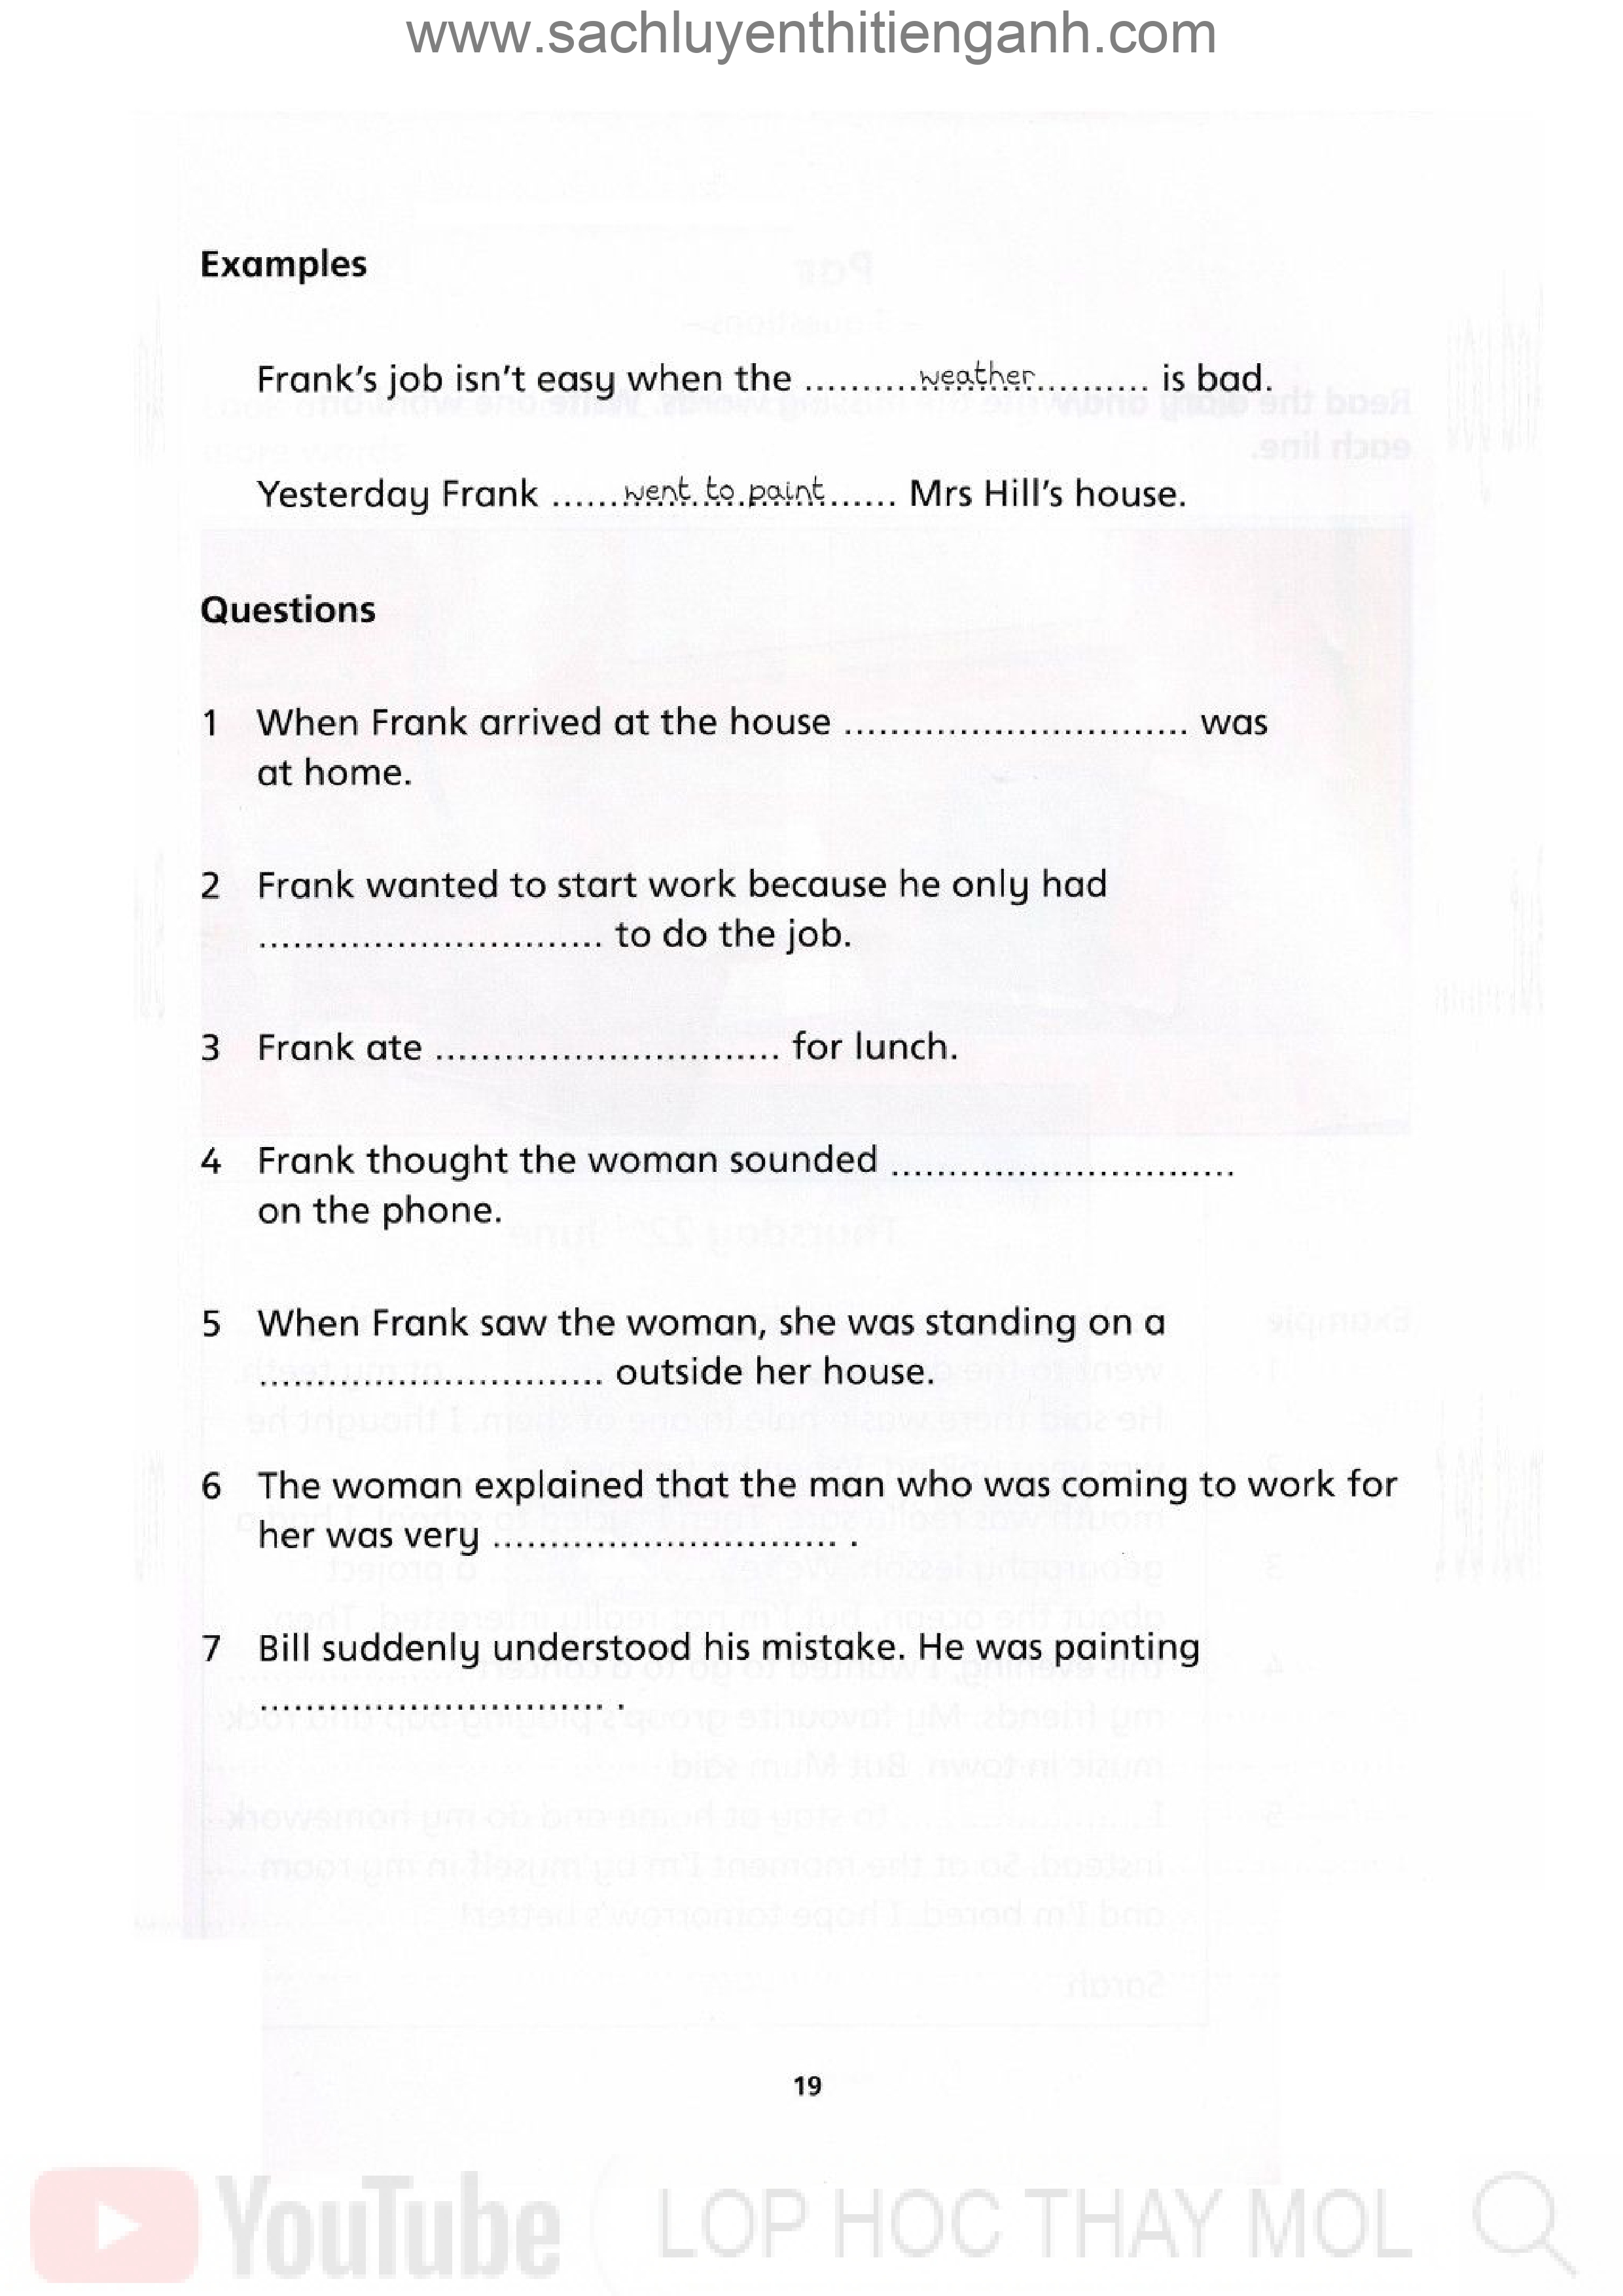 www.sachluyenthitienganh.com
Examples
Frank's job isn't easy when the .............weather............. is bad.
Yesterday Frank ......went to paint...... Mrs Hill's house.
Questions
1 When Frank arrived at the house .............................. was
at home.
2 Frank wanted to start work because he only had
.............................. to do the job.
3 Frank ate .............................. for lunch.
4 Frank thought the woman sounded ..............................
on the phone.
5 When Frank saw the woman, she was standing on a
.............................. outside her house.
6 The woman explained that the man who was coming to work for
her was very .............................. .
7 Bill suddenly understood his mistake. He was painting
.............................. .
19
YouTube LOP HOC THAY MOL